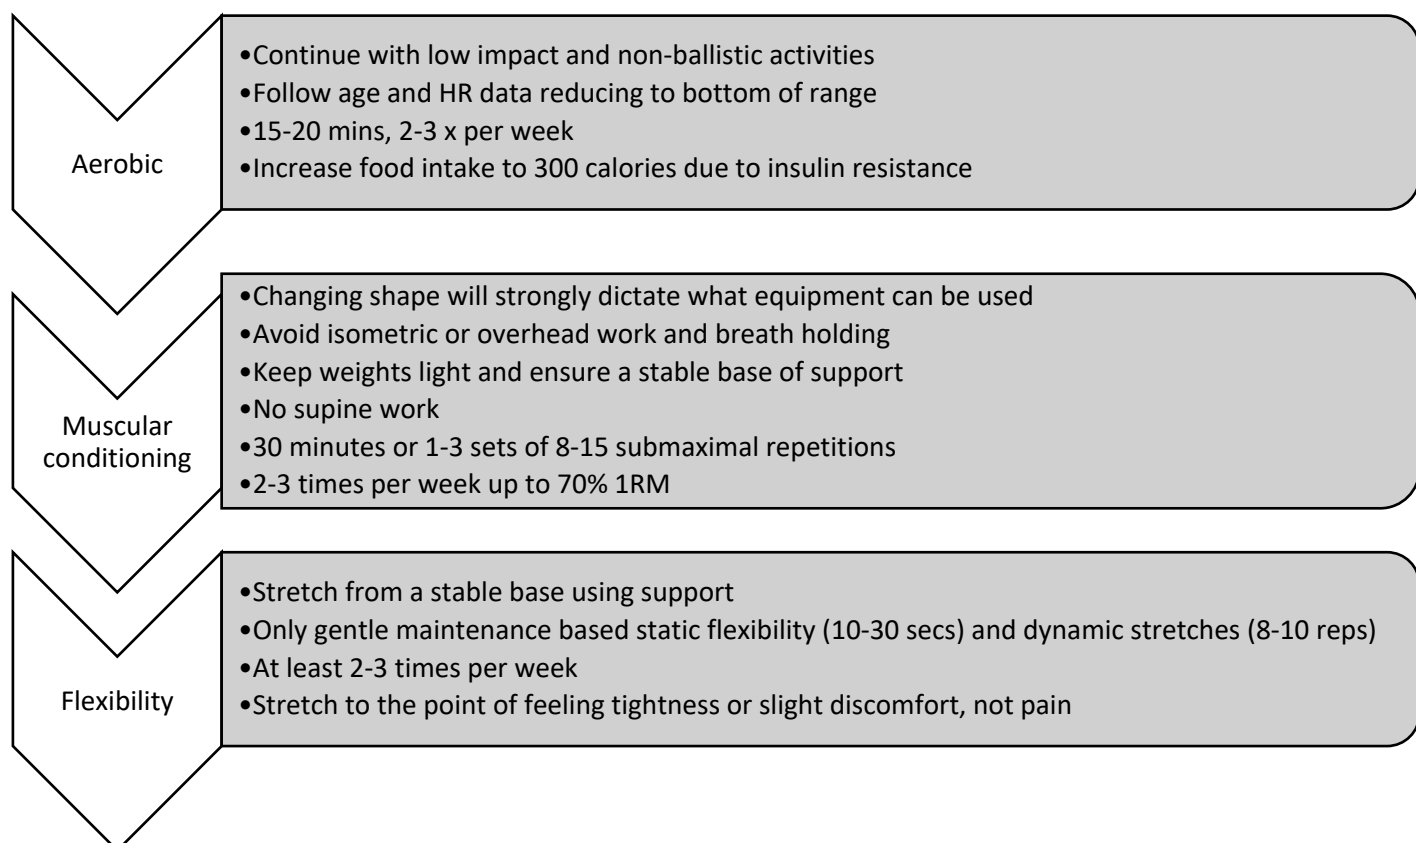 Aerobic
•Continue with low impact and non-ballistic activities
•Follow age and HR data reducing to bottom of range
•15-20 mins, 2-3 x per week
•Increase food intake to 300 calories due to insulin resistance
Muscular
conditioning
•Changing shape will strongly dictate what equipment can be used
•Avoid isometric or overhead work and breath holding
•Keep weights light and ensure a stable base of support
•No supine work
•30 minutes or 1-3 sets of 8-15 submaximal repetitions
•2-3 times per week up to 70% 1RM
Flexibility
•Stretch from a stable base using support
•Only gentle maintenance based static flexibility (10-30 secs) and dynamic stretches (8-10 reps)
•At least 2-3 times per week
•Stretch to the point of feeling tightness or slight discomfort, not pain